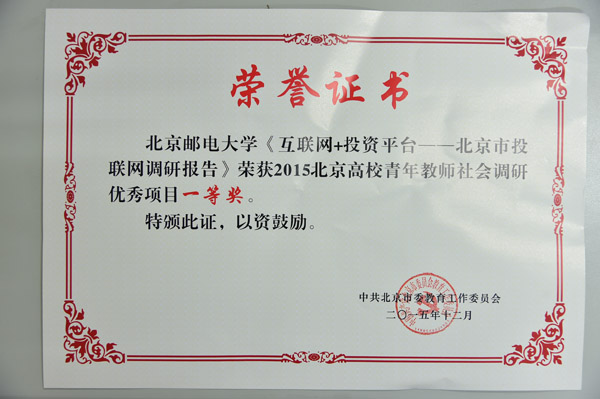 荣誉证书
北京邮电大学《互联网+投资平台——北京市投
联网调研报告》荣获2015北京高校青年教师社会调研
优秀项目一等奖。
特颁此证，以资鼓励。
中共北京市委教育工作委员会
二〇一五年十二月